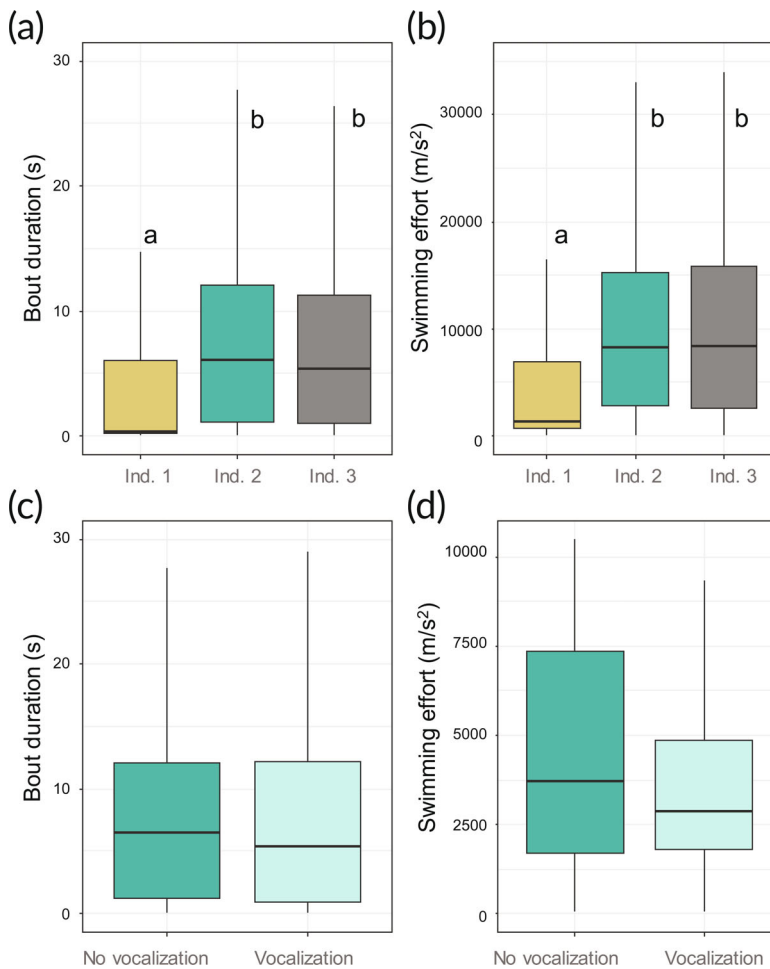 (a)
Bout duration (s)
30
20
10
0
a
b
b
Ind. 1 Ind. 2 Ind. 3
(b)
Swimming effort (m/s²)
30000
20000
10000
0
a
b
b
Ind. 1 Ind. 2 Ind. 3
(c)
Bout duration (s)
30
20
10
0
No vocalization Vocalization
(d)
Swimming effort (m/s²)
10000
7500
5000
2500
0
No vocalization Vocalization